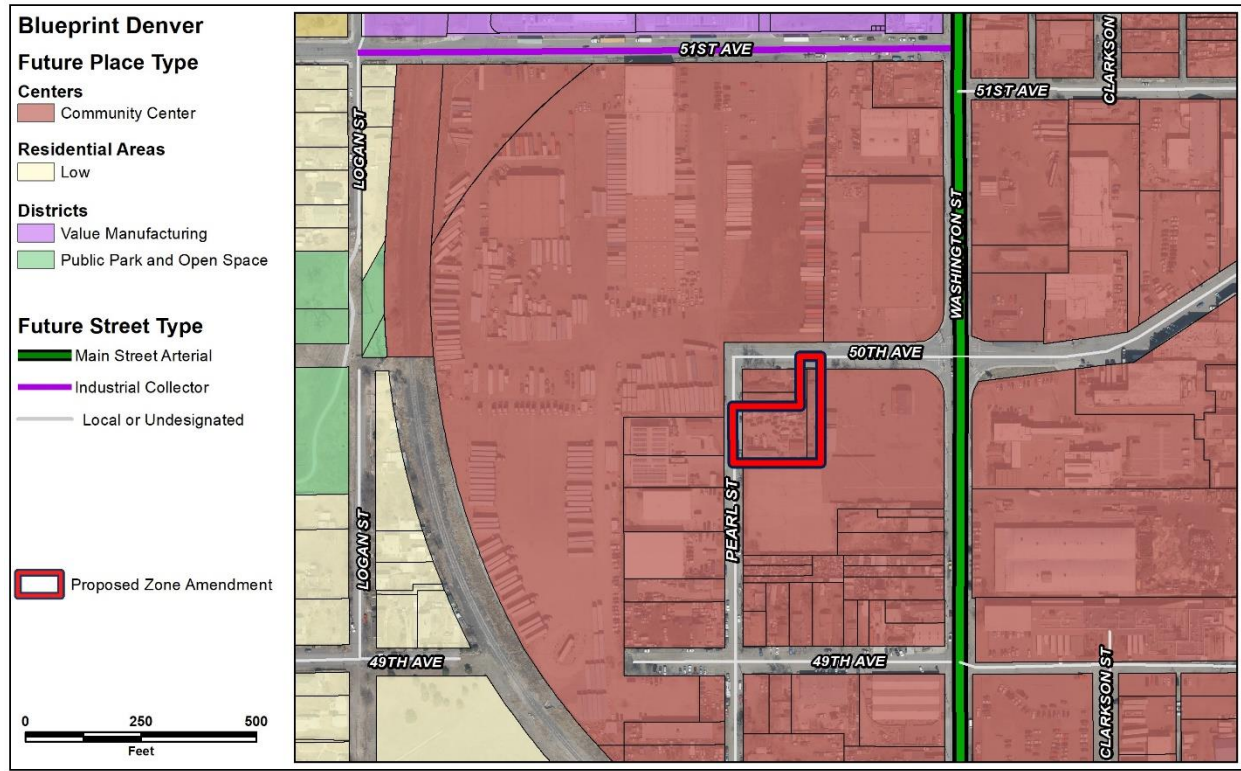 Blueprint Denver
Future Place Type
Centers
Community Center
Residential Areas
Low
Districts
Value Manufacturing
Public Park and Open Space
Future Street Type
Main Street Arterial
Industrial Collector
Local or Undesignated
Proposed Zone Amendment
0 250 500
Feet
51ST AVE
51ST AVE
CLARKSON
LOGAN ST
WASHINGTON ST
50TH AVE
PEARL ST
LOGAN ST
49TH AVE
49TH AVE
CLARKSON ST